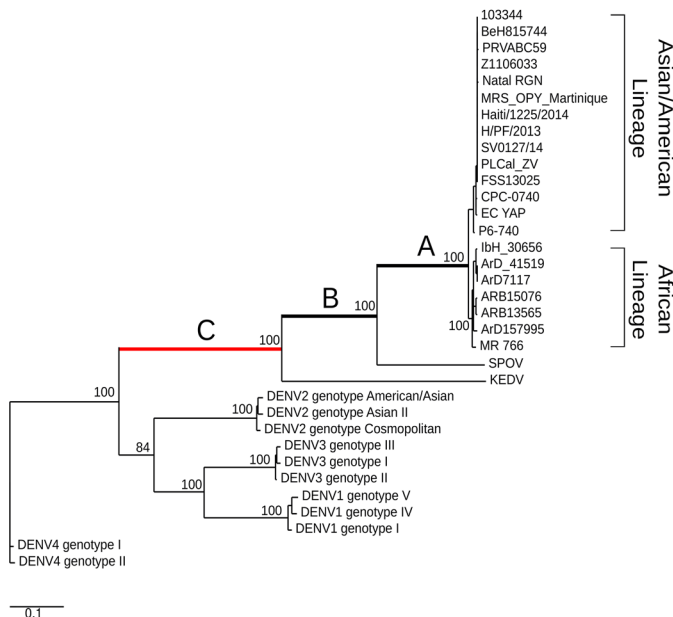 103344
BeH815744
PRVABC59
Z1106033
Natal RGN
MRS_OPY_Martinique
Haiti/1225/2014
H/PF/2013
SV0127/14
PLCal_ZV
FSS13025
CPC-0740
EC YAP
P6-740
Asian/American
Lineage
IbH_30656
ArD_41519
ArD7117
ARB15076
ARB13565
ArD157995
MR 766
African
Lineage
A
100
100
B
100
C
100
SPOV
KEDV
100
DENV2 genotype American/Asian
100
DENV2 genotype Asian II
DENV2 genotype Cosmopolitan
84
DENV3 genotype III
100
DENV3 genotype I
DENV3 genotype II
100
DENV1 genotype V
100
DENV1 genotype IV
DENV1 genotype I
DENV4 genotype I
DENV4 genotype II
0.1